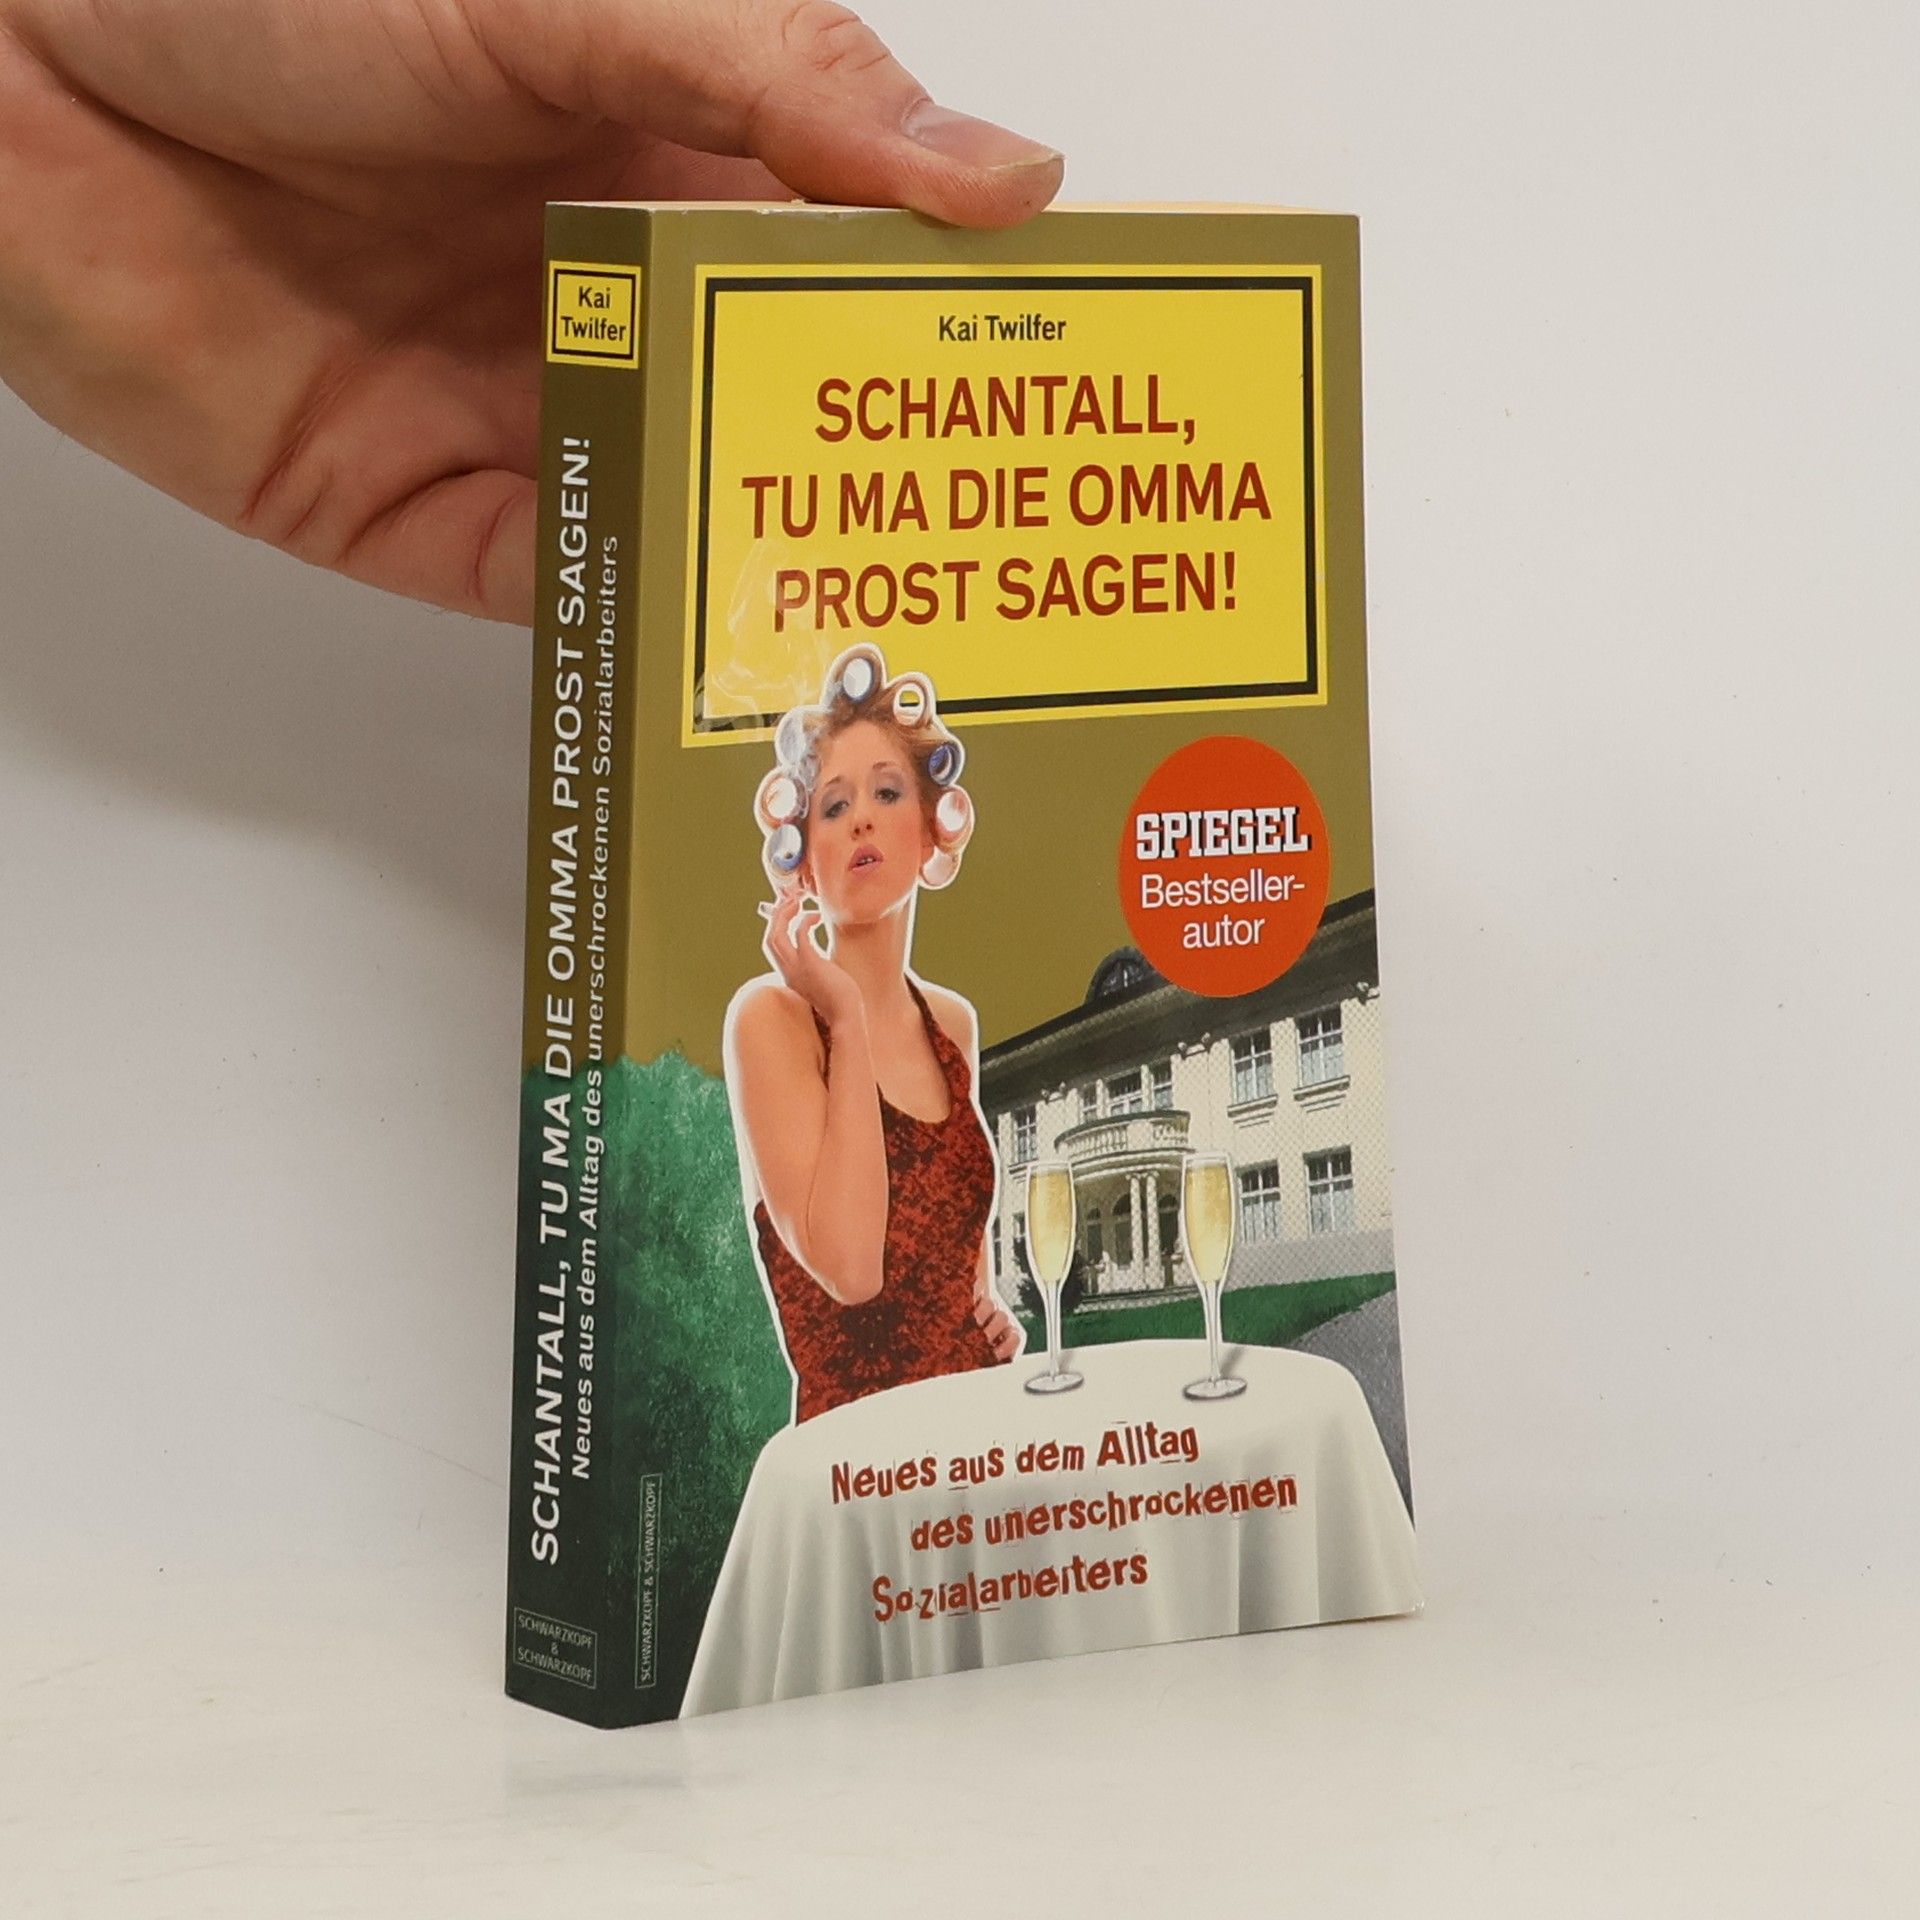 Kai
Twilfer
SCHANTALL, TU MA DIE OMMA PROST SAGEN!
Neues aus dem Alltag des unerschrockenen Sozialarbeiters
SCHWARZKOPF
&
SCHWARZKOPF
SCHWARZKOPF & SCHWARZKOPF
Kai Twilfer
SCHANTALL,
TU MA DIE OMMA
PROST SAGEN!
SPIEGEL
Bestseller-
autor
Neues aus dem Alltag
des unerschrockenen
Sozialarbeiters